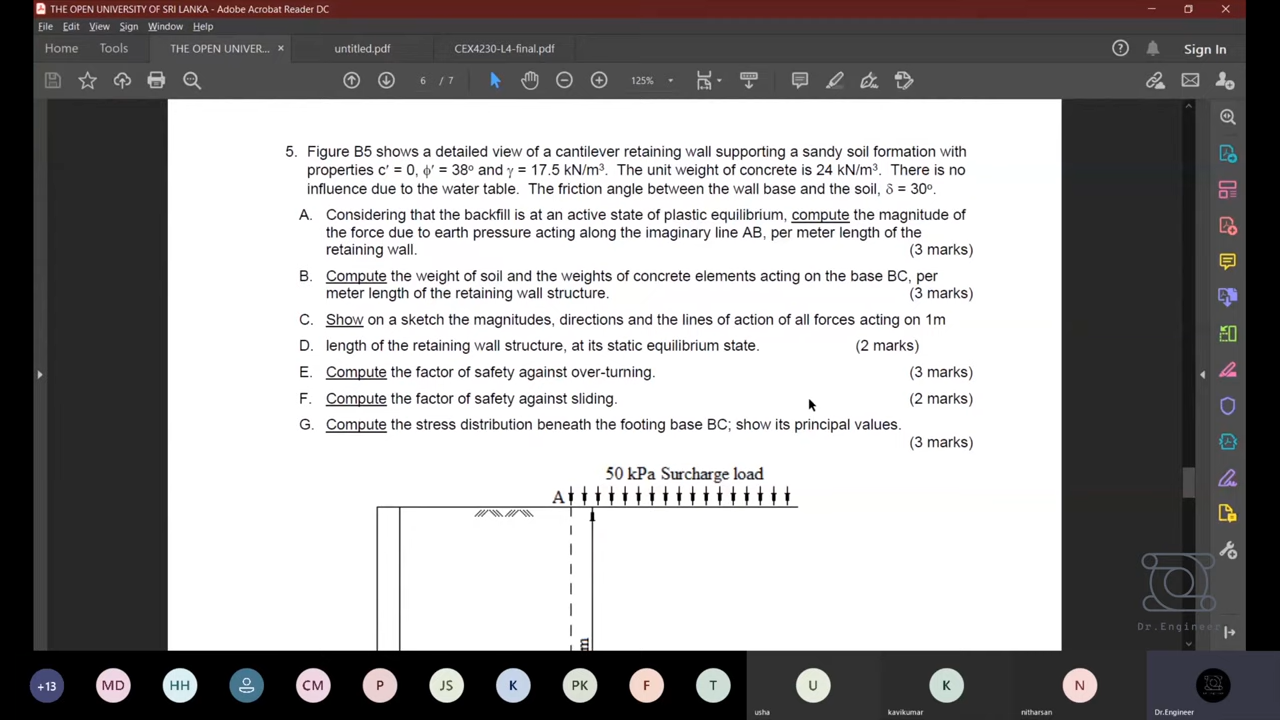 THE OPEN UNIVERSITY OF SRI LANKA - Adobe Acrobat Reader DC
File Edit View Sign Window Help
Home Tools THE OPEN UNIVER... × untitled.pdf CEX4230-L4-final.pdf Sign In
6 / 7 125%
5. Figure B5 shows a detailed view of a cantilever retaining wall supporting a sandy soil formation with
properties c′ = 0, ϕ′ = 38° and γ = 17.5 kN/m³. The unit weight of concrete is 24 kN/m³. There is no
influence due to the water table. The friction angle between the wall base and the soil, δ = 30°.
A. Considering that the backfill is at an active state of plastic equilibrium, compute the magnitude of
the force due to earth pressure acting along the imaginary line AB, per meter length of the
retaining wall. (3 marks)
B. Compute the weight of soil and the weights of concrete elements acting on the base BC, per
meter length of the retaining wall structure. (3 marks)
C. Show on a sketch the magnitudes, directions and the lines of action of all forces acting on 1m
D. length of the retaining wall structure, at its static equilibrium state. (2 marks)
E. Compute the factor of safety against over-turning. (3 marks)
F. Compute the factor of safety against sliding. (2 marks)
G. Compute the stress distribution beneath the footing base BC; show its principal values.
(3 marks)
50 kPa Surcharge load
A
m
Dr.Engineer
+13 MD HH CM P JS K PK F T U K N
usha kavikumar nitharsan Dr.Engineer